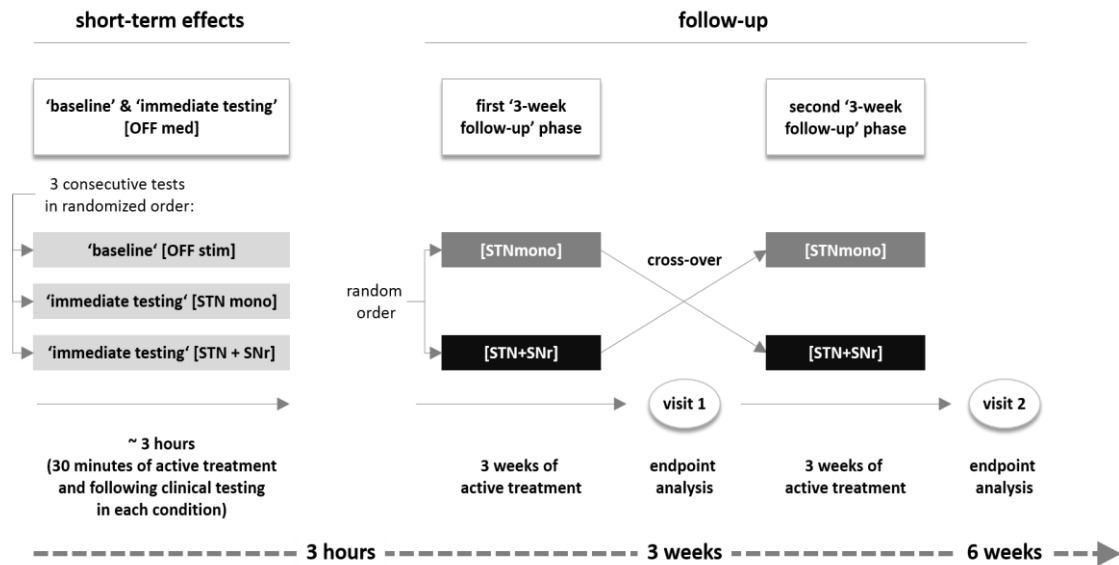 short-term effects
follow-up
‘baseline’ & ‘immediate testing’
[OFF med]
first ‘3-week
follow-up’ phase
second ‘3-week
follow-up’ phase
3 consecutive tests
in randomized order:
‘baseline‘ [OFF stim]
‘immediate testing‘ [STN mono]
‘immediate testing‘ [STN + SNr]
random
order
[STNmono]
[STN+SNr]
cross-over
[STNmono]
[STN+SNr]
visit 1
visit 2
~ 3 hours
(30 minutes of active treatment
and following clinical testing
in each condition)
3 weeks of
active treatment
endpoint
analysis
3 weeks of
active treatment
endpoint
analysis
3 hours
3 weeks
6 weeks